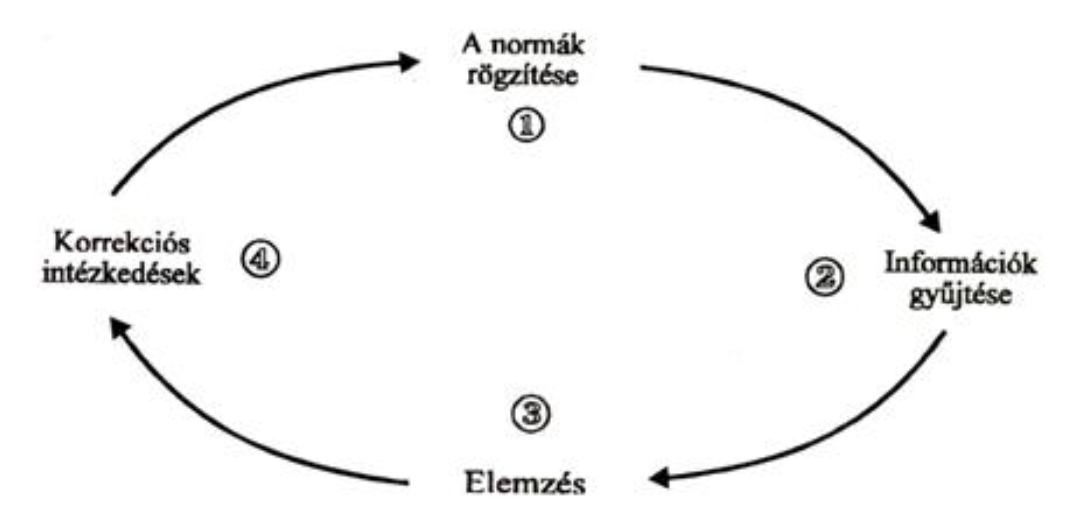 A normák
rögzítése
①
②
Információk
gyűjtése
③
Elemzés
Korrekciós
intézkedések
④